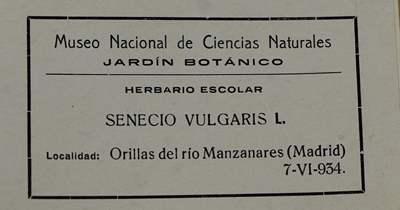 Museo Nacional de Ciencias Naturales
JARDÍN BOTÁNICO
HERBARIO ESCOLAR
SENECIO VULGARIS L.
Localidad: Orillas del río Manzanares (Madrid)
7-VI-934.